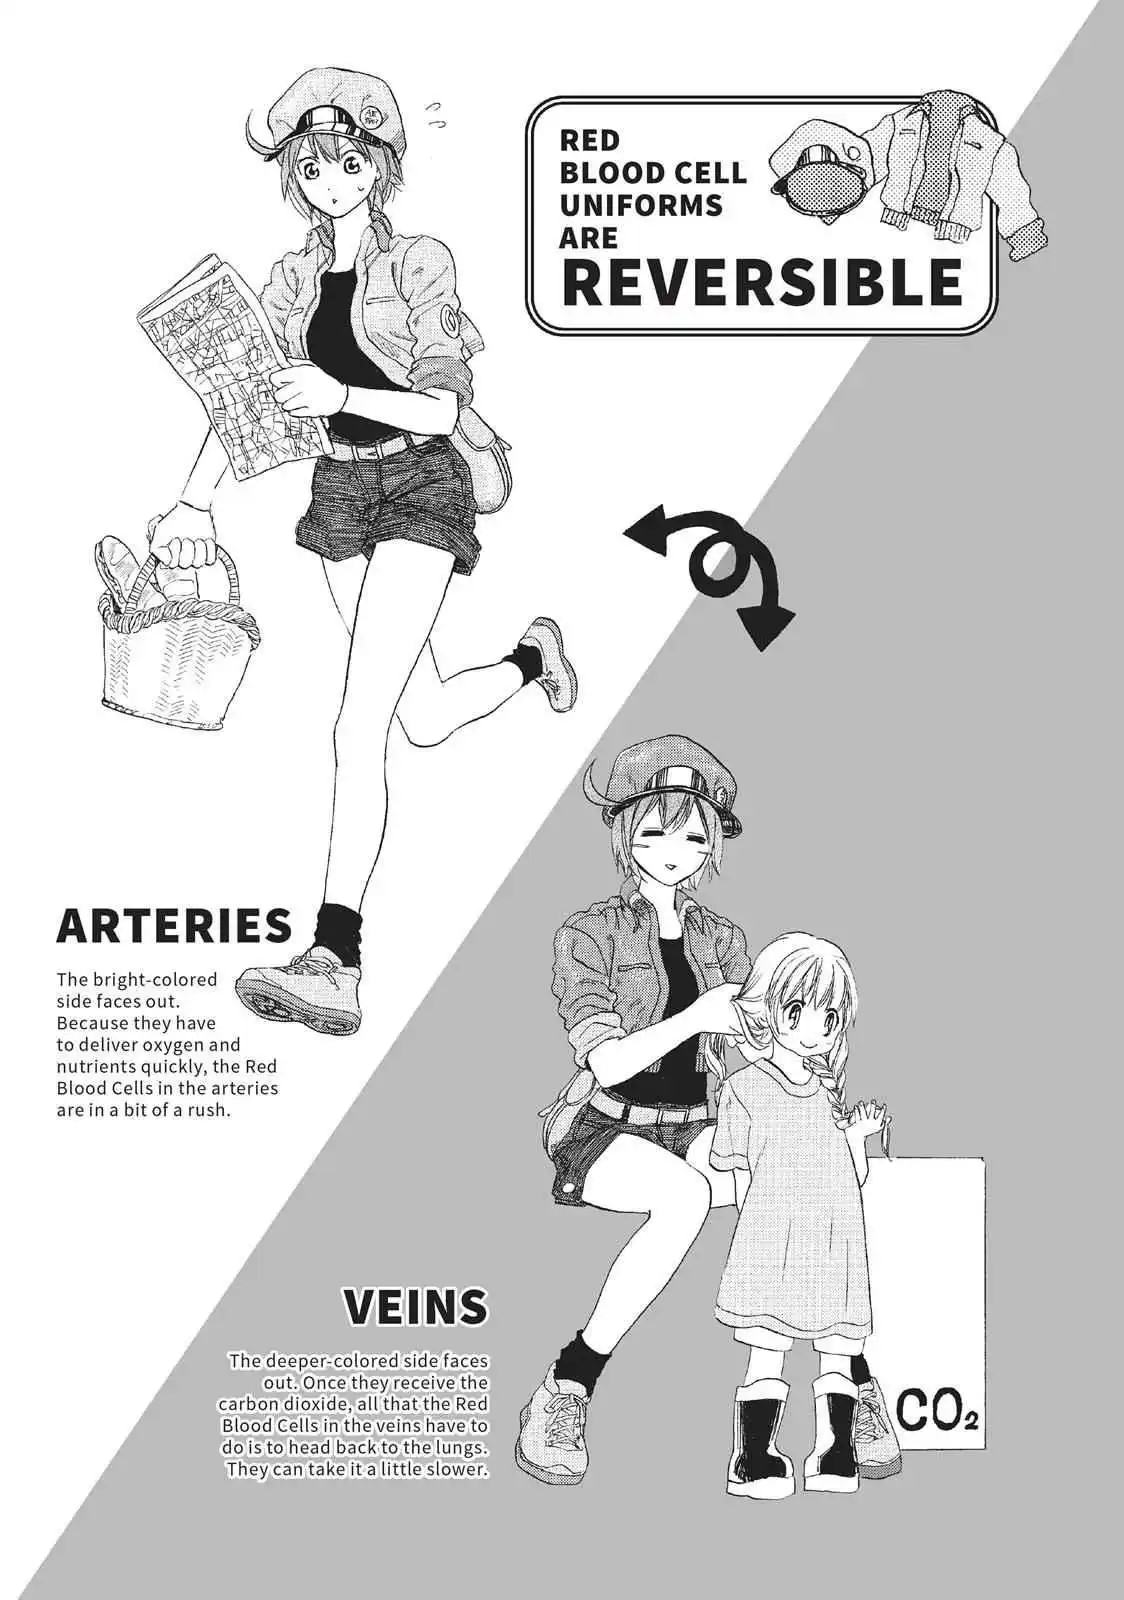 RED
BLOOD CELL
UNIFORMS
ARE
REVERSIBLE
ARTERIES
The bright-colored
side faces out.
Because they have
to deliver oxygen and
nutrients quickly, the Red
Blood Cells in the arteries
are in a bit of a rush.
VEINS
The deeper-colored side faces
out. Once they receive the
carbon dioxide, all that the Red
Blood Cells in the veins have to
do is to head back to the lungs.
They can take it a little slower.
CO₂